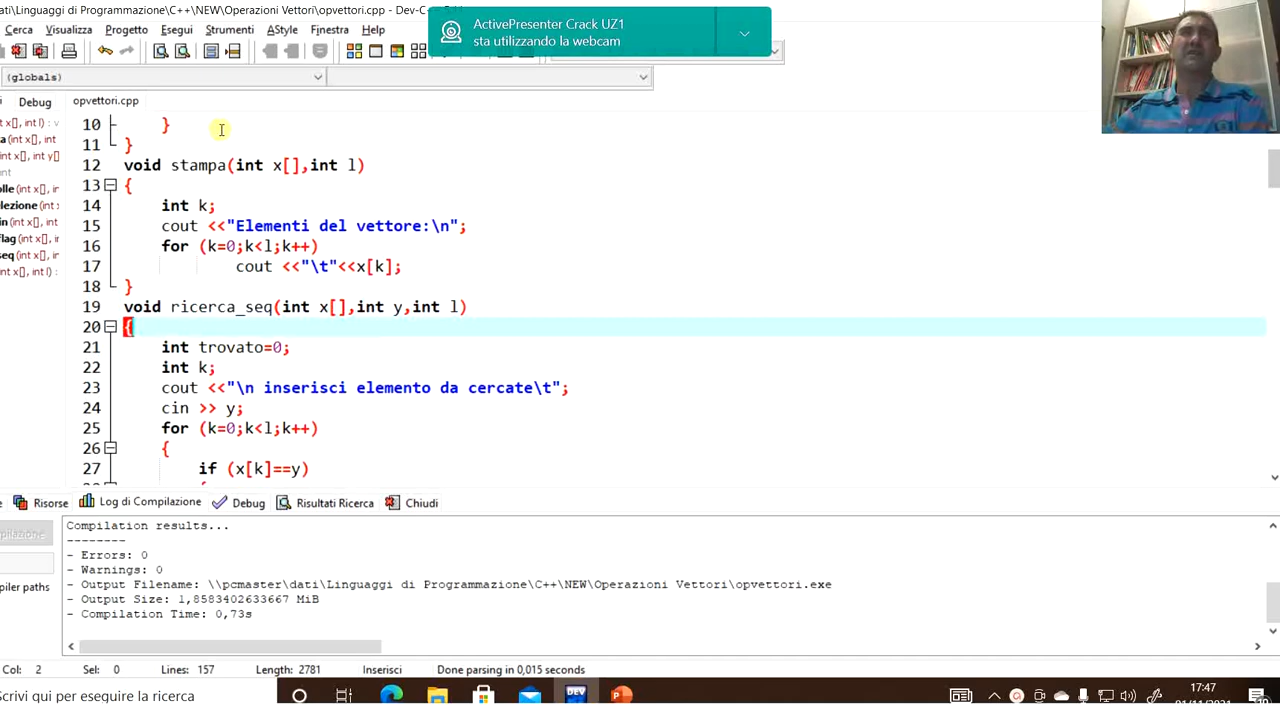 dati\Linguaggi di Programmazione\C++\NEW\Operazioni Vettori\opvettori.cpp - Dev-C++
ActivePresenter Crack UZ1
sta utilizzando la webcam
Cerca Visualizza Progetto Esegui Strumenti AStyle Finestra Help
(globals)
Debug
opvettori.cpp
10 }
11 }
12 void stampa(int x[],int l)
13 {
14 int k;
15 cout <<"Elementi del vettore:\n";
16 for (k=0;k<l;k++)
17 cout <<"\t"<<x[k];
18 }
19 void ricerca_seq(int x[],int y,int l)
20 {
21 int trovato=0;
22 int k;
23 cout <<"\n inserisci elemento da cercate\t";
24 cin >> y;
25 for (k=0;k<l;k++)
26 {
27 if (x[k]==y)
Risorse Log di Compilazione Debug Risultati Ricerca Chiudi
Compilation results...
--------
- Errors: 0
- Warnings: 0
- Output Filename: \\pcmaster\dati\Linguaggi di Programmazione\C++\NEW\Operazioni Vettori\opvettori.exe
- Output Size: 1,8583402633667 MiB
- Compilation Time: 0,73s
Col: 2 Sel: 0 Lines: 157 Length: 2781 Inserisci Done parsing in 0,015 seconds
Scrivi qui per eseguire la ricerca
DEV
17:47